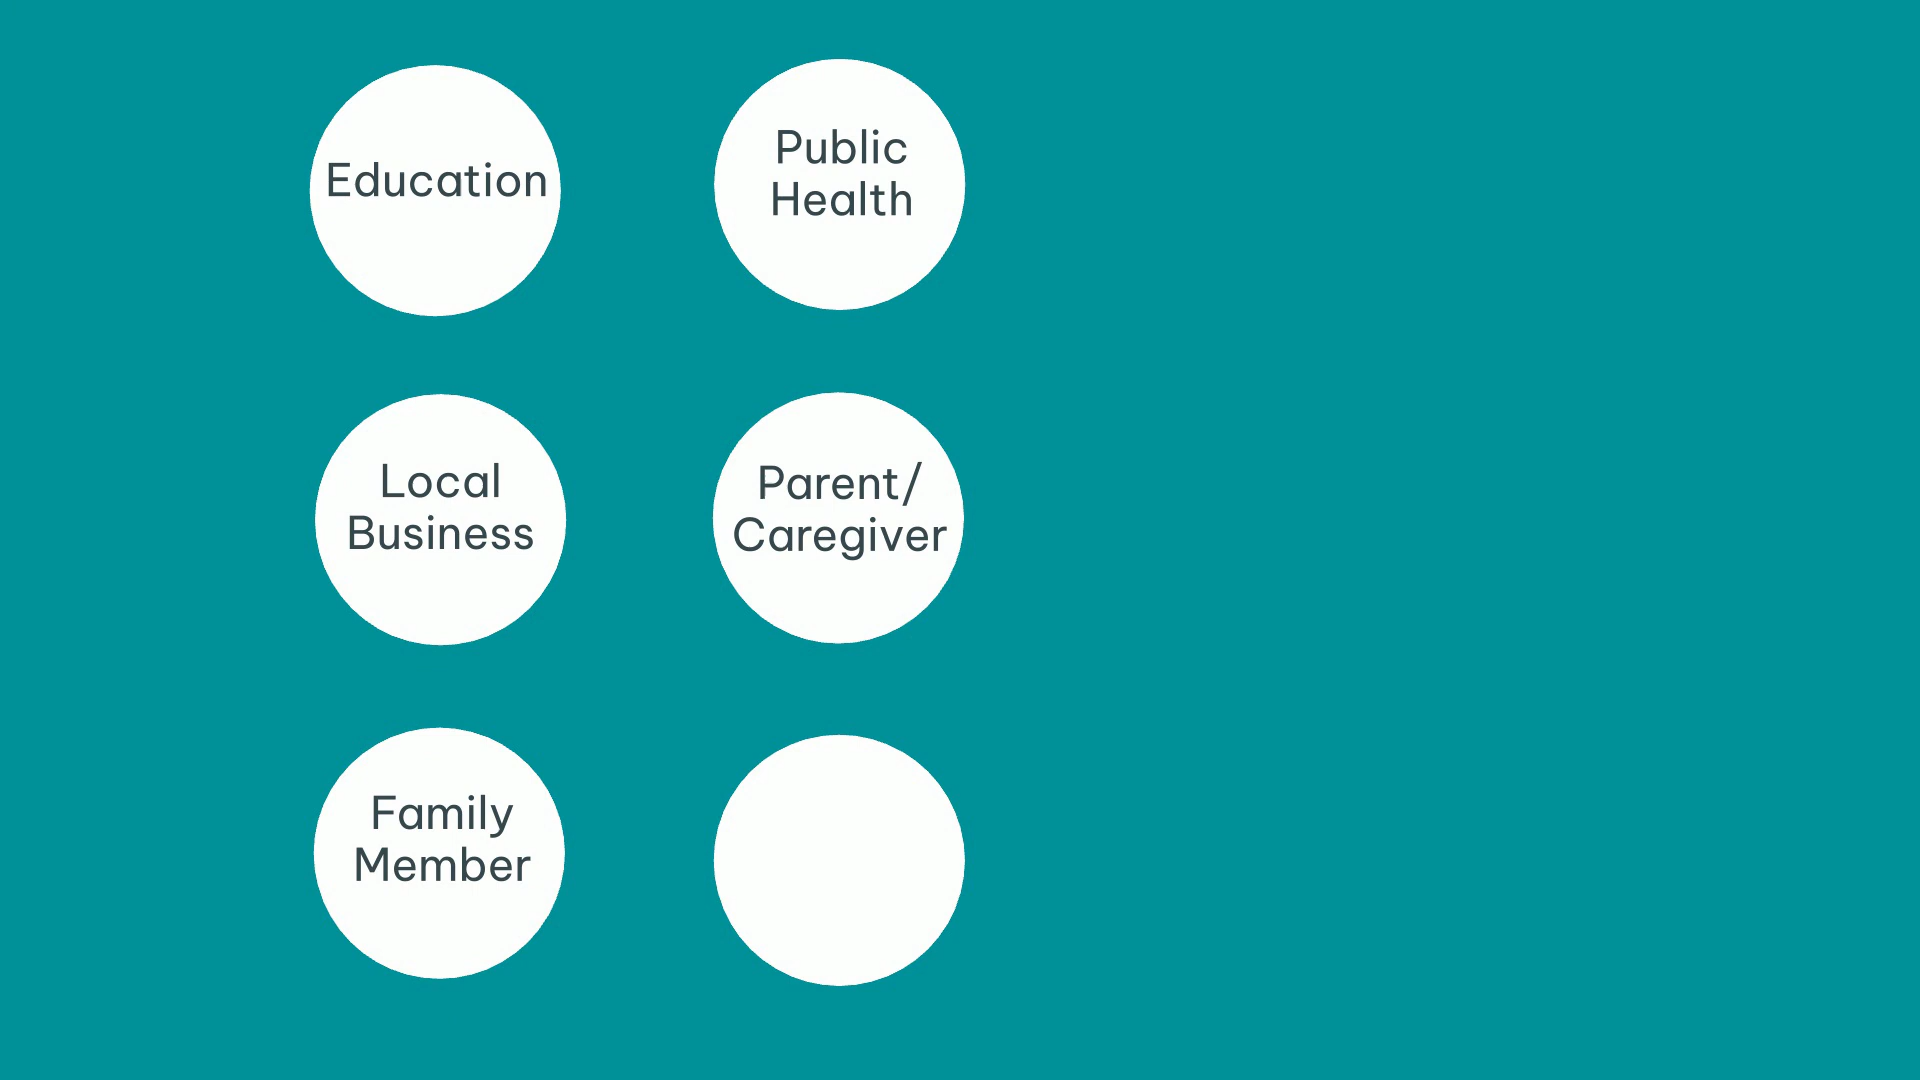 Education
Public
Health
Local
Business
Parent/
Caregiver
Family
Member